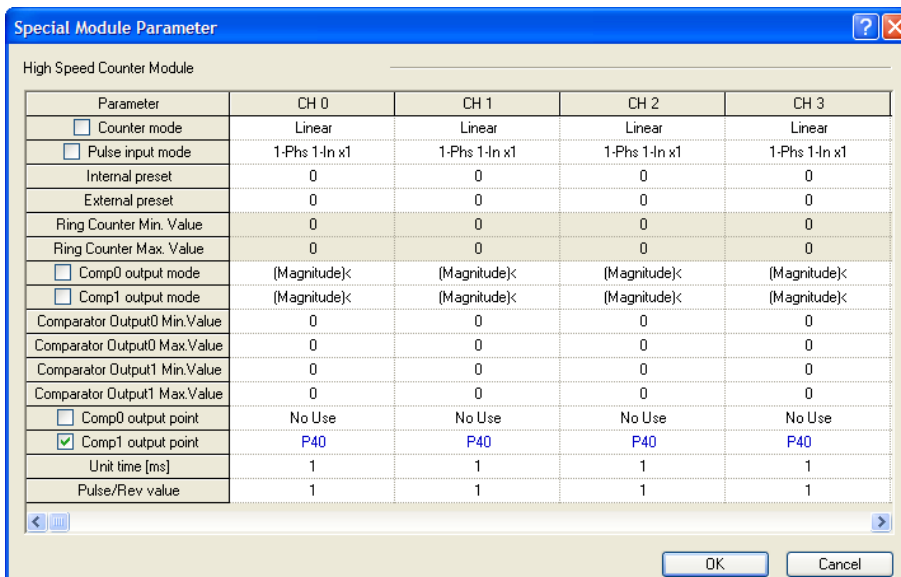 Special Module Parameter
High Speed Counter Module
Parameter CH 0 CH 1 CH 2 CH 3
Counter mode Linear Linear Linear Linear
Pulse input mode 1-Phs 1-In x1 1-Phs 1-In x1 1-Phs 1-In x1 1-Phs 1-In x1
Internal preset 0 0 0 0
External preset 0 0 0 0
Ring Counter Min. Value 0 0 0 0
Ring Counter Max. Value 0 0 0 0
Comp0 output mode (Magnitude)< (Magnitude)< (Magnitude)< (Magnitude)<
Comp1 output mode (Magnitude)< (Magnitude)< (Magnitude)< (Magnitude)<
Comparator Output0 Min.Value 0 0 0 0
Comparator Output0 Max.Value 0 0 0 0
Comparator Output1 Min.Value 0 0 0 0
Comparator Output1 Max.Value 0 0 0 0
Comp0 output point No Use No Use No Use No Use
Comp1 output point P40 P40 P40 P40
Unit time [ms] 1 1 1 1
Pulse/Rev value 1 1 1 1
OK Cancel